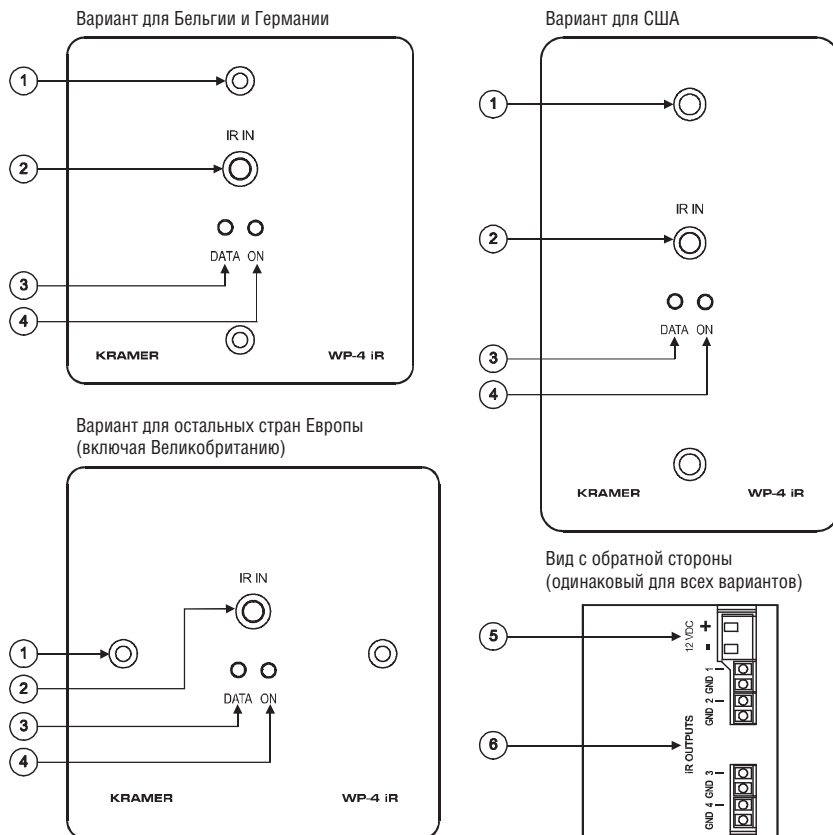 Вариант для Бельгии и Германии
1
IR IN
2
DATA ON
3
4
KRAMER WP-4 iR
Вариант для США
1
IR IN
2
DATA ON
3
4
KRAMER WP-4 iR
Вариант для остальных стран Европы
(включая Великобританию)
IR IN
1
2
DATA ON
3
4
KRAMER WP-4 iR
Вид с обратной стороны
(одинаковый для всех вариантов)
5
12 VDC + -
GND 1
GND 2
6
iR OUTPUTS
GND 3
GND 4